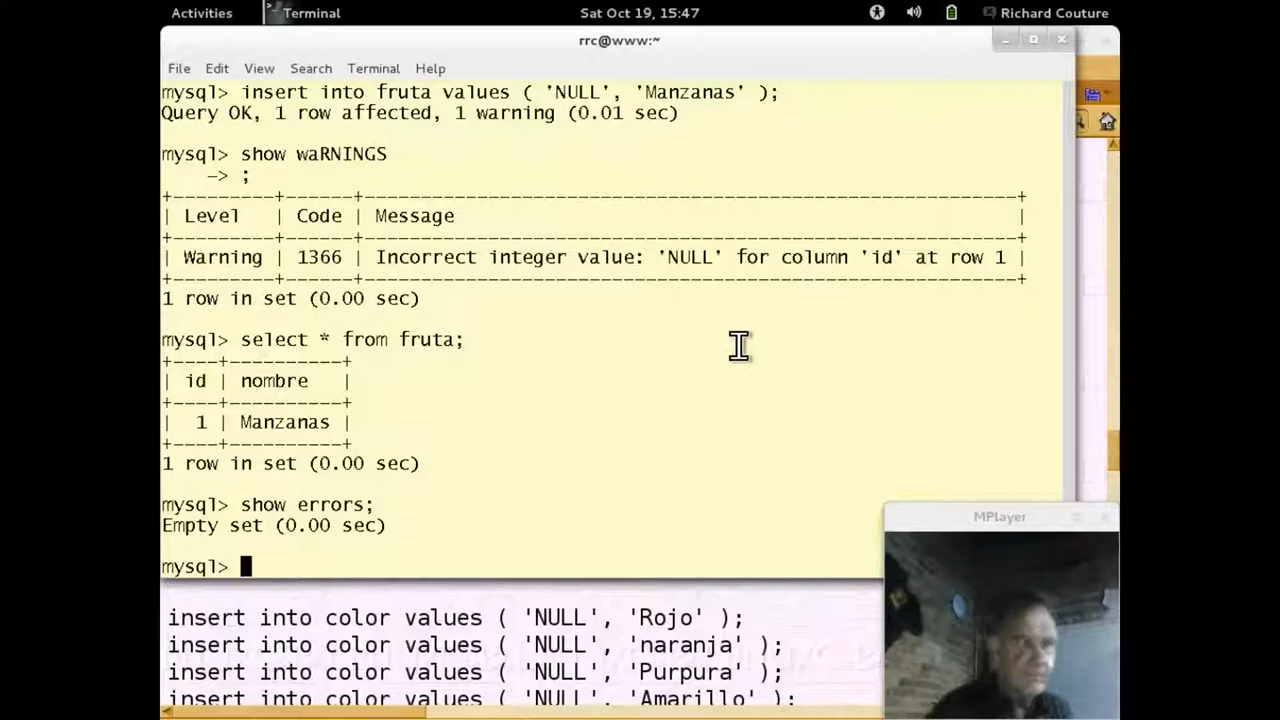 Activities Terminal Sat Oct 19, 15:47 Richard Couture
rrc@www:~
File Edit View Search Terminal Help
mysql> insert into fruta values ( 'NULL', 'Manzanas' );
Query OK, 1 row affected, 1 warning (0.01 sec)
mysql> show waRNINGS
-> ;
+---------+------+---------------------------------------------------------+
| Level | Code | Message |
+---------+------+---------------------------------------------------------+
| Warning | 1366 | Incorrect integer value: 'NULL' for column 'id' at row 1 |
+---------+------+---------------------------------------------------------+
1 row in set (0.00 sec)
mysql> select * from fruta;
+----+----------+
| id | nombre |
+----+----------+
| 1 | Manzanas |
+----+----------+
1 row in set (0.00 sec)
mysql> show errors;
Empty set (0.00 sec)
mysql>
MPlayer
insert into color values ( 'NULL', 'Rojo' );
insert into color values ( 'NULL', 'naranja' );
insert into color values ( 'NULL', 'Purpura' );
insert into color values ( 'NULL', 'Amarillo' );